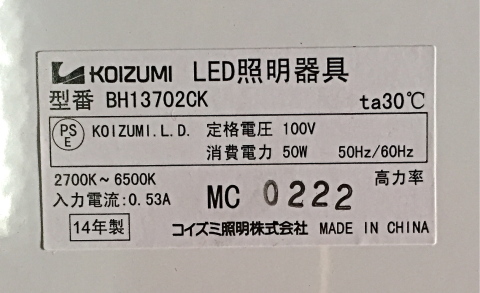 KOIZUMI LED照明器具
型番 BH13702CK ta30℃
PS E KOIZUMI.L.D. 定格電圧 100V
消費電力 50W 50Hz/60Hz
2700K~6500K MC 0222 高力率
入力電流:0.53A
14年製 コイズミ照明株式会社 MADE IN CHINA